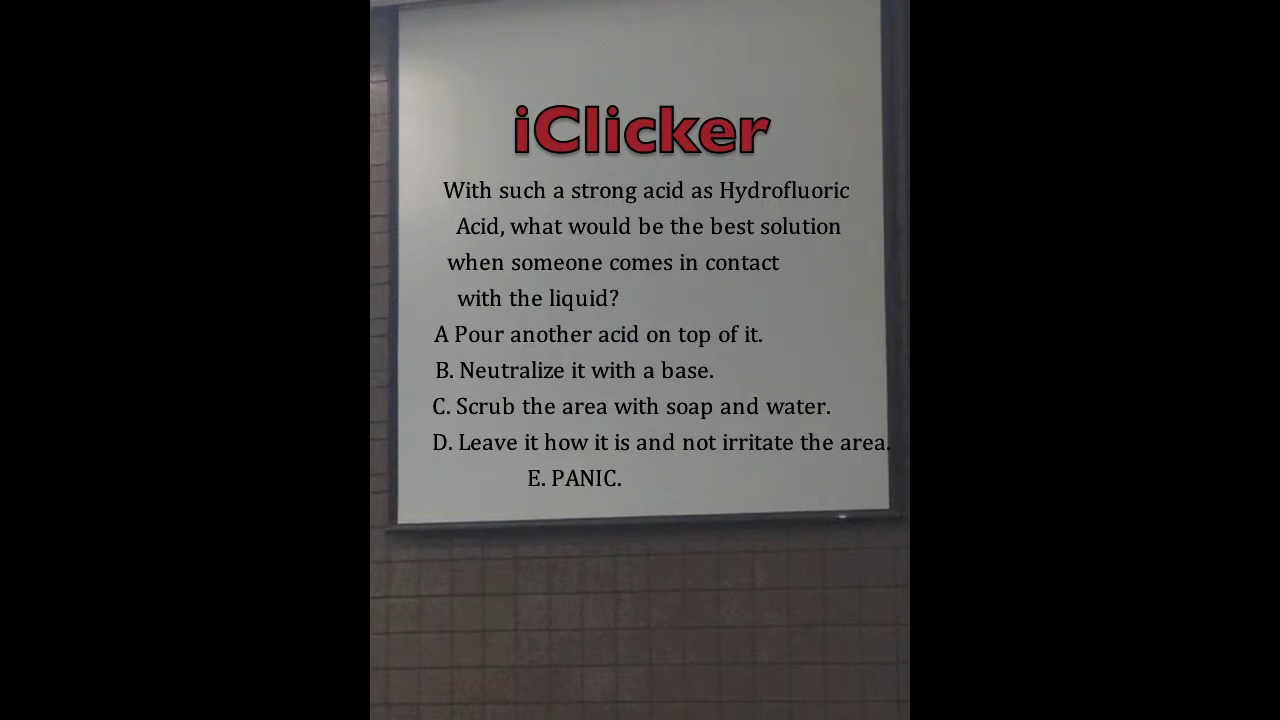 iClicker
With such a strong acid as Hydrofluoric
Acid, what would be the best solution
when someone comes in contact
with the liquid?
A Pour another acid on top of it.
B. Neutralize it with a base.
C. Scrub the area with soap and water.
D. Leave it how it is and not irritate the area.
E. PANIC.